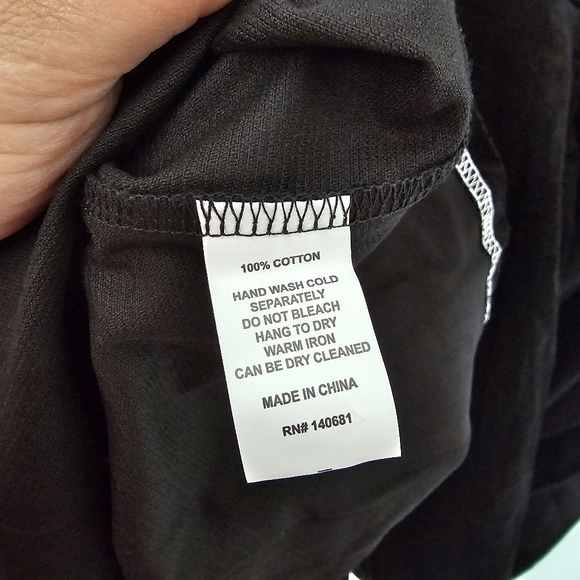 100% COTTON
HAND WASH COLD
SEPARATELY
DO NOT BLEACH
HANG TO DRY
WARM IRON
CAN BE DRY CLEANED
MADE IN CHINA
RN# 140681